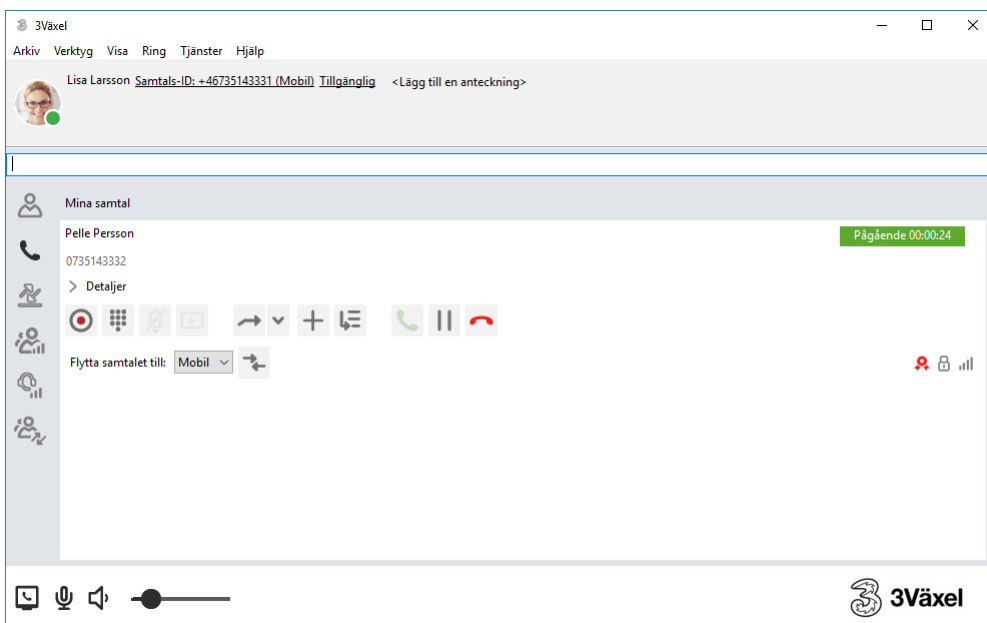 3Växel
Arkiv Verktyg Visa Ring Tjänster Hjälp
Lisa Larsson Samtals-ID: +46735143331 (Mobil) Tillgänglig <Lägg till en anteckning>
Mina samtal
Pelle Persson
Pågående 00:00:24
0735143332
Detaljer
Flytta samtalet till: Mobil
3Växel